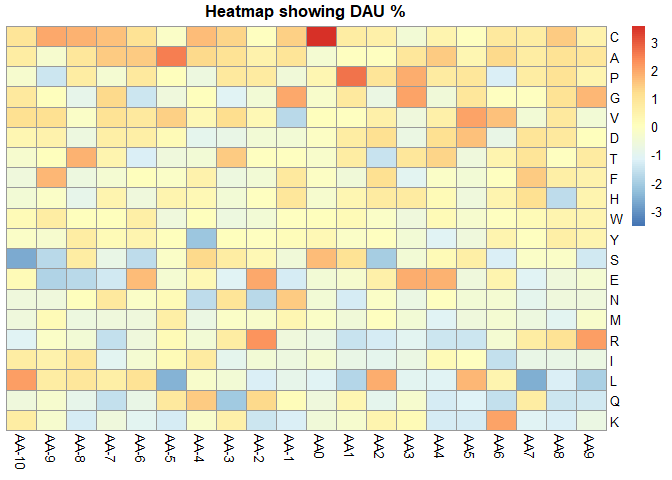 Heatmap showing DAU %
C
A
P
G
V
D
T
F
H
W
Y
S
E
N
M
R
I
L
Q
K
3
2
1
0
-1
-2
-3
AA-10
AA-9
AA-8
AA-7
AA-6
AA-5
AA-4
AA-3
AA-2
AA-1
AA0
AA1
AA2
AA3
AA4
AA5
AA6
AA7
AA8
AA9